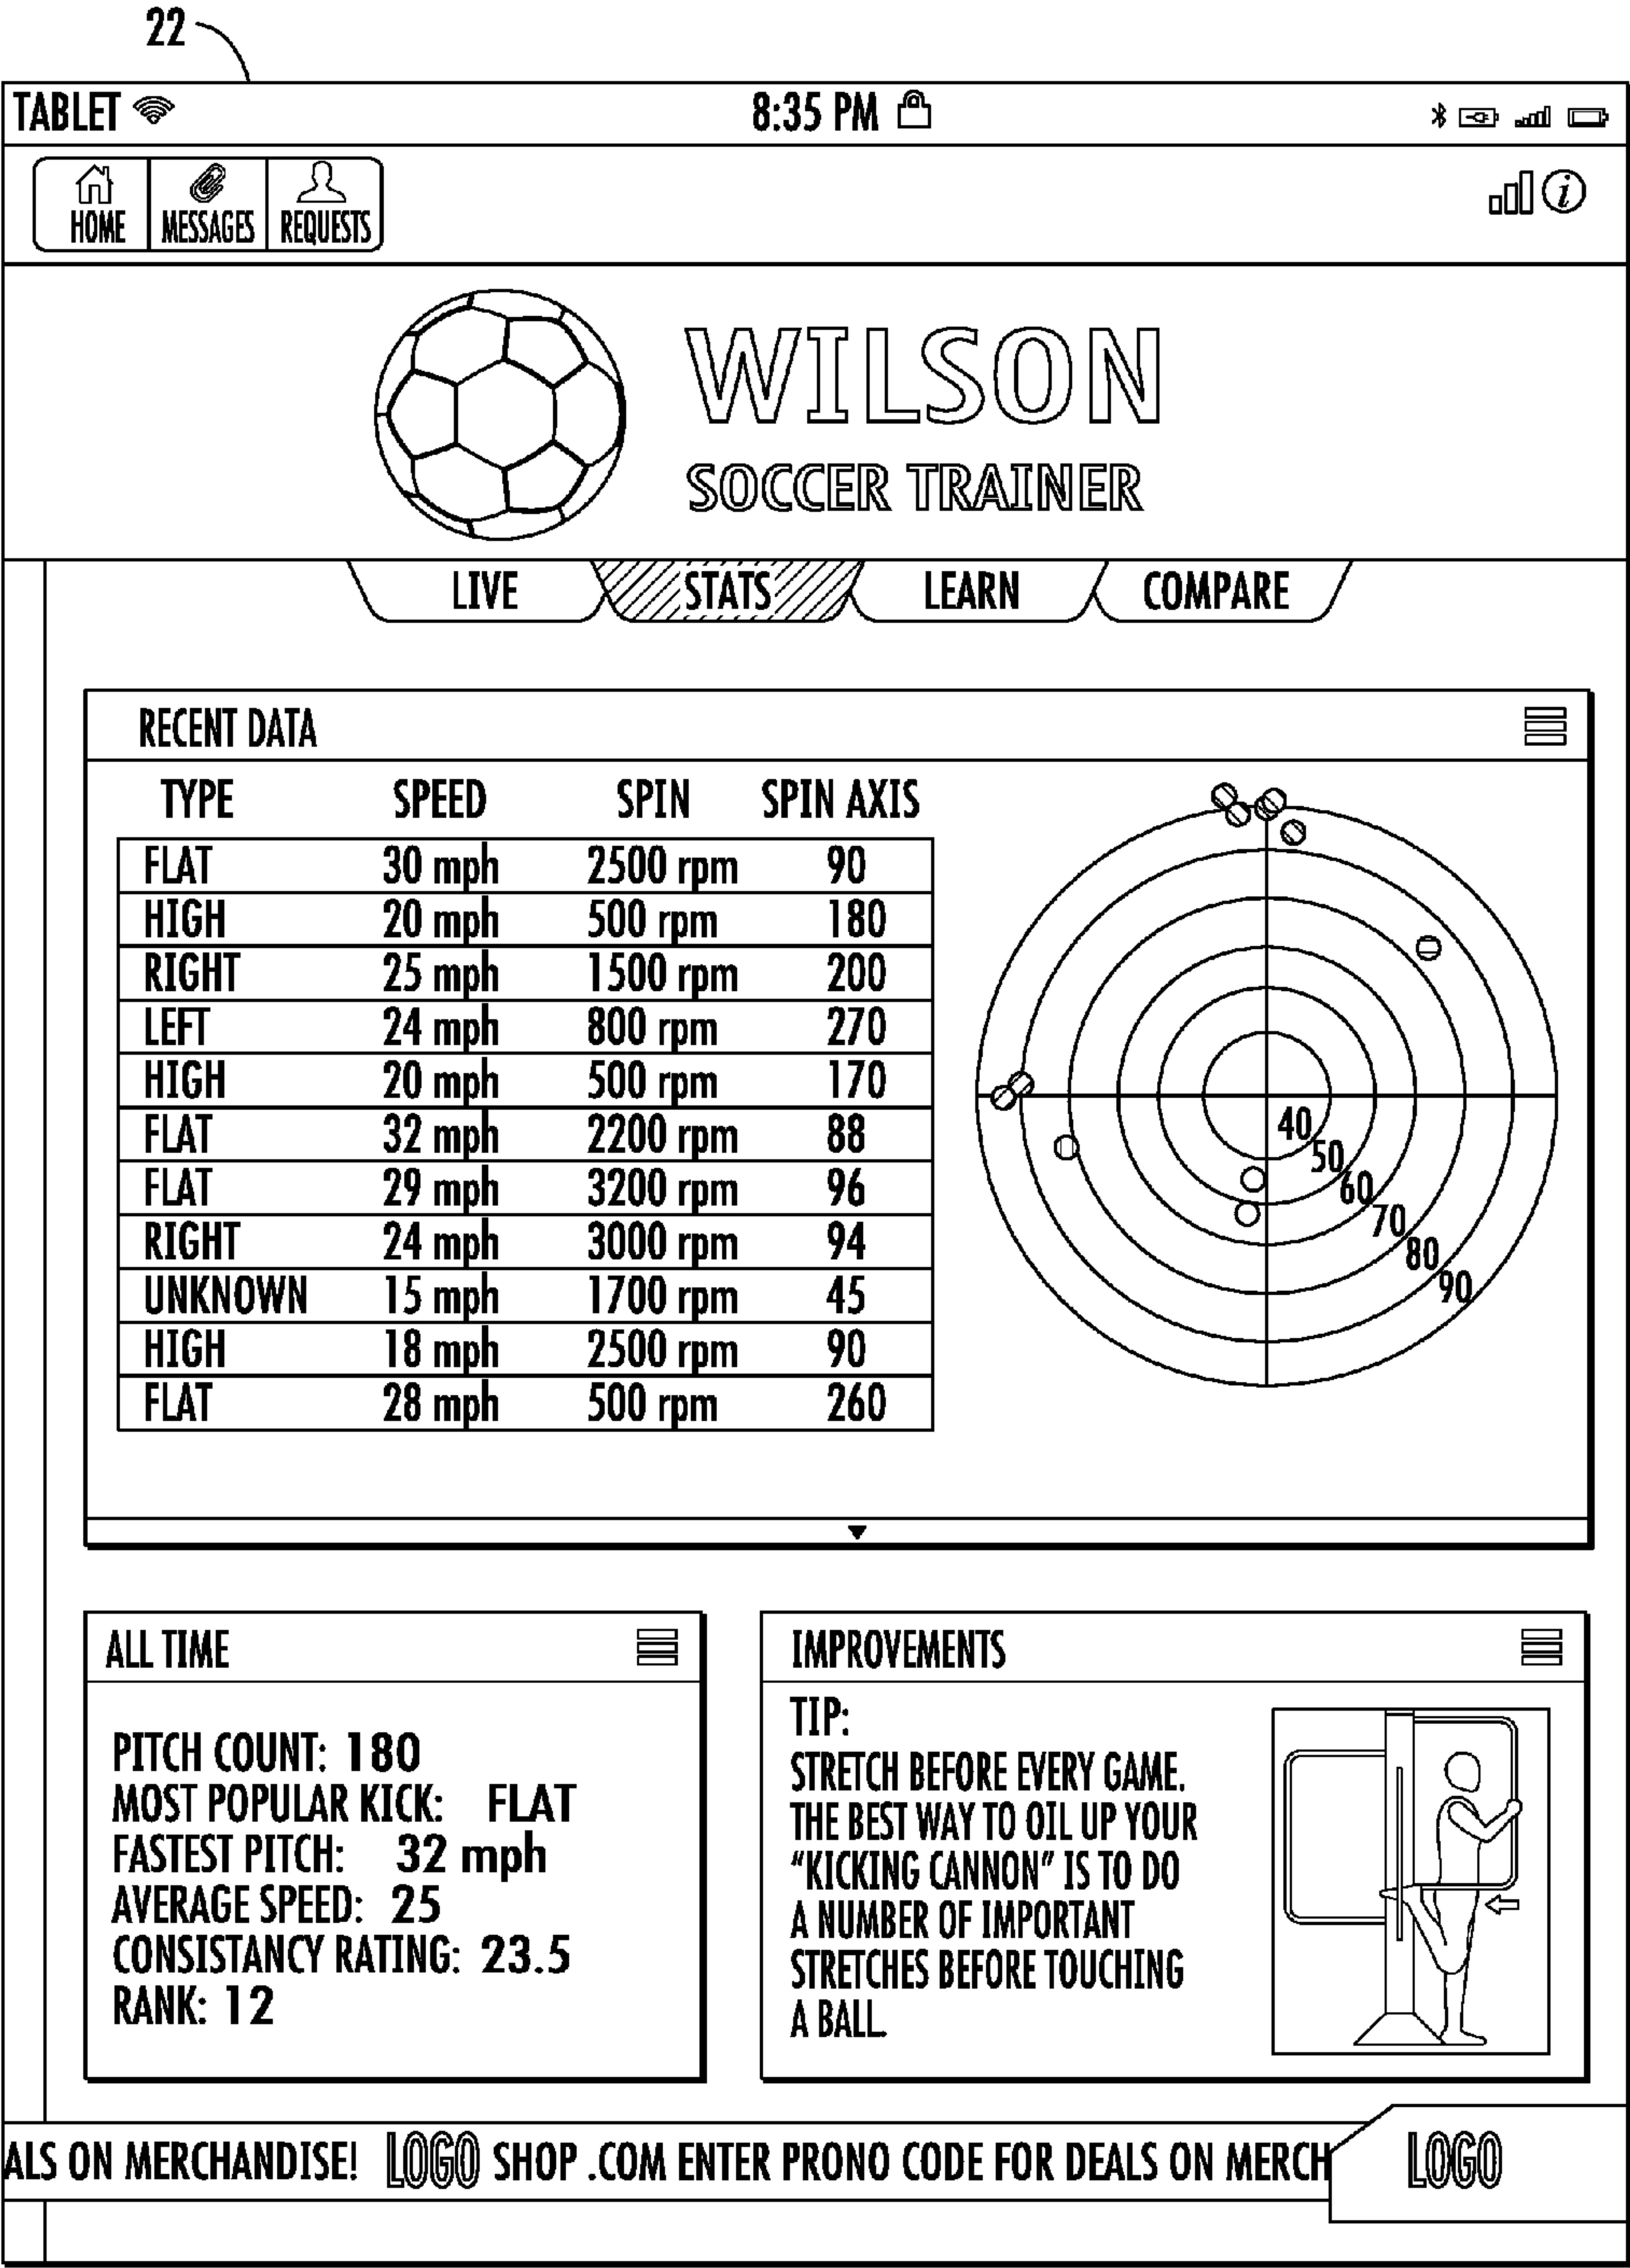 22
TABLET 8:35 PM
HOME MESSAGES REQUESTS i
WILSON
SOCCER TRAINER
LIVE STATS LEARN COMPARE
RECENT DATA
TYPE SPEED SPIN SPIN AXIS
FLAT 30 mph 2500 rpm 90
HIGH 20 mph 500 rpm 180
RIGHT 25 mph 1500 rpm 200
LEFT 24 mph 800 rpm 270
HIGH 20 mph 500 rpm 170
FLAT 32 mph 2200 rpm 88
FLAT 29 mph 3200 rpm 96
RIGHT 24 mph 3000 rpm 94
UNKNOWN 15 mph 1700 rpm 45
HIGH 18 mph 2500 rpm 90
FLAT 28 mph 500 rpm 260
40
50
60
70
80
90
ALL TIME
PITCH COUNT: 180
MOST POPULAR KICK: FLAT
FASTEST PITCH: 32 mph
AVERAGE SPEED: 25
CONSISTANCY RATING: 23.5
RANK: 12
IMPROVEMENTS
TIP:
STRETCH BEFORE EVERY GAME.
THE BEST WAY TO OIL UP YOUR
"KICKING CANNON" IS TO DO
A NUMBER OF IMPORTANT
STRETCHES BEFORE TOUCHING
A BALL.
ALS ON MERCHANDISE! LOGO SHOP .COM ENTER PRONO CODE FOR DEALS ON MERCH LOGO